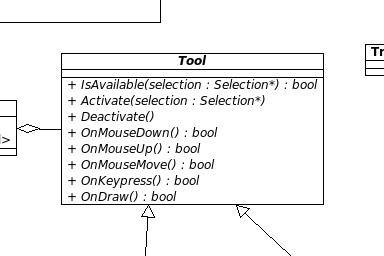 Tool
Tr
+ IsAvailable(selection : Selection*) : bool
+ Activate(selection : Selection*)
+ Deactivate()
+ OnMouseDown() : bool
+ OnMouseUp() : bool
+ OnMouseMove() : bool
+ OnKeypress() : bool
+ OnDraw() : bool